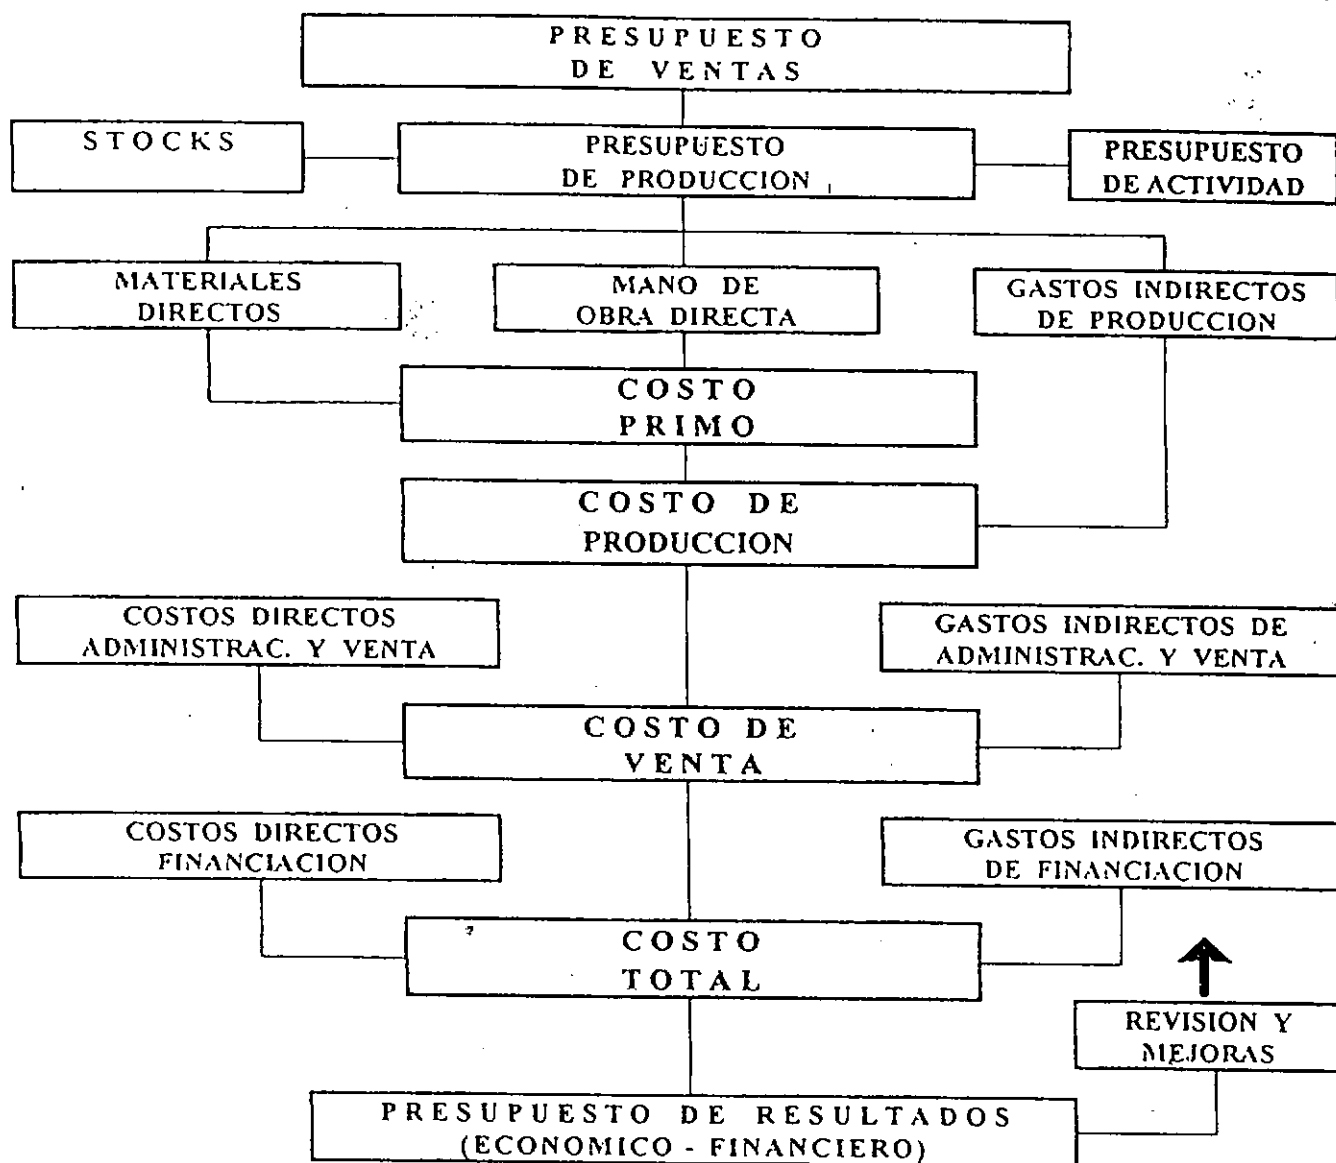 PRESUPUESTO
DE VENTAS
STOCKS
PRESUPUESTO
DE PRODUCCION
PRESUPUESTO
DE ACTIVIDAD
MATERIALES
DIRECTOS
MANO DE
OBRA DIRECTA
GASTOS INDIRECTOS
DE PRODUCCION
COSTO
PRIMO
COSTO DE
PRODUCCION
COSTOS DIRECTOS
ADMINISTRAC. Y VENTA
GASTOS INDIRECTOS DE
ADMINISTRAC. Y VENTA
COSTO DE
VENTA
COSTOS DIRECTOS
FINANCIACION
GASTOS INDIRECTOS
DE FINANCIACION
COSTO
TOTAL
REVISION Y
MEJORAS
PRESUPUESTO DE RESULTADOS
(ECONOMICO - FINANCIERO)